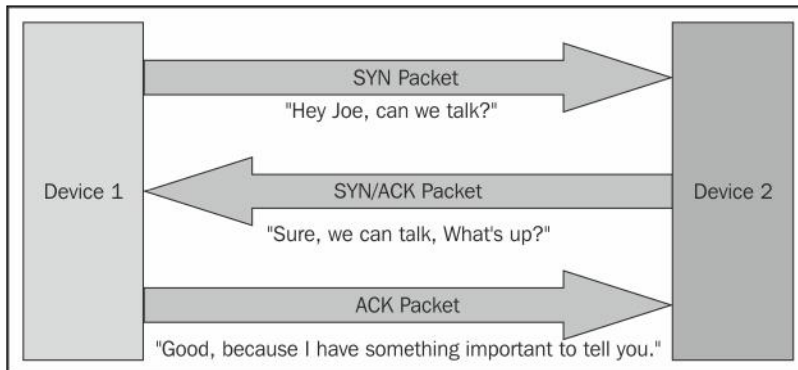 SYN Packet
"Hey Joe, can we talk?"
Device 1
SYN/ACK Packet
Device 2
"Sure, we can talk, What's up?"
ACK Packet
"Good, because I have something important to tell you."